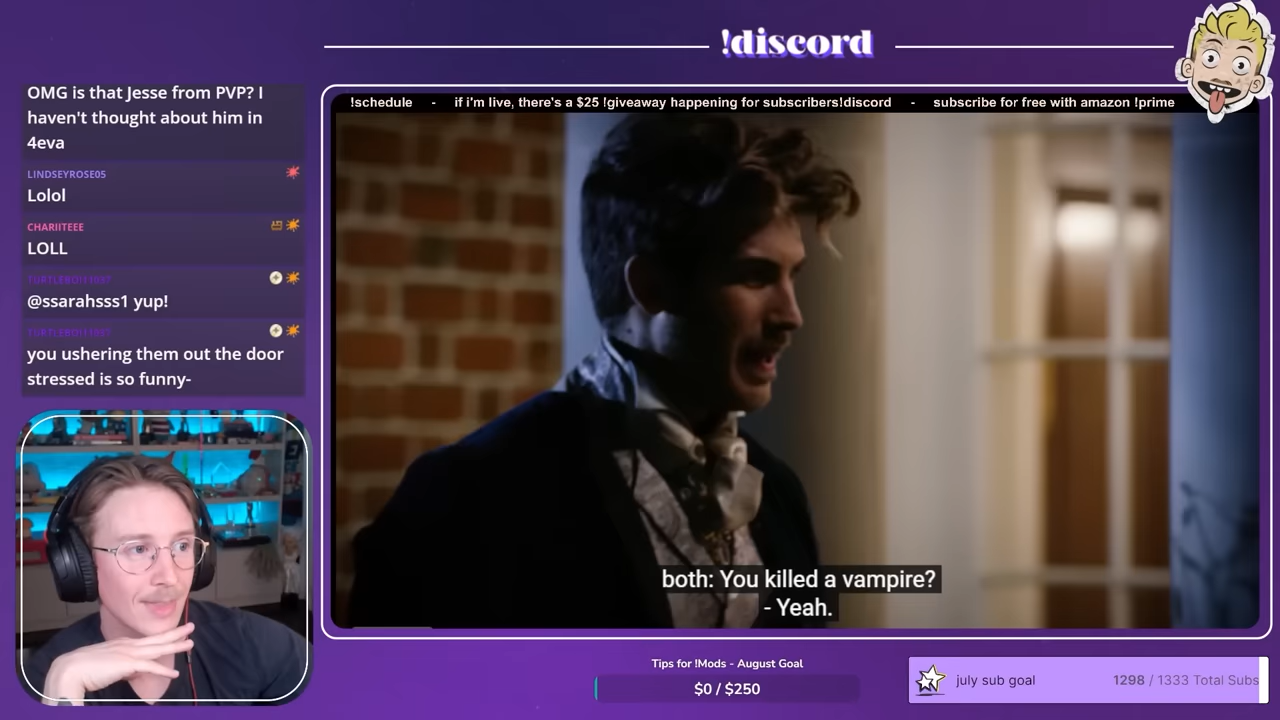 !discord
!schedule - if i'm live, there's a $25 !giveaway happening for subscribers!discord - subscribe for free with amazon !prime
OMG is that Jesse from PVP? I
haven't thought about him in
4eva
LINDSEYROSE05
Lolol
CHARIITEEE
LOLL
@ssarahsss1 yup!
you ushering them out the door
stressed is so funny-
both: You killed a vampire?
- Yeah.
Tips for !Mods - August Goal
$0 / $250
july sub goal 1298 / 1333 Total Subs